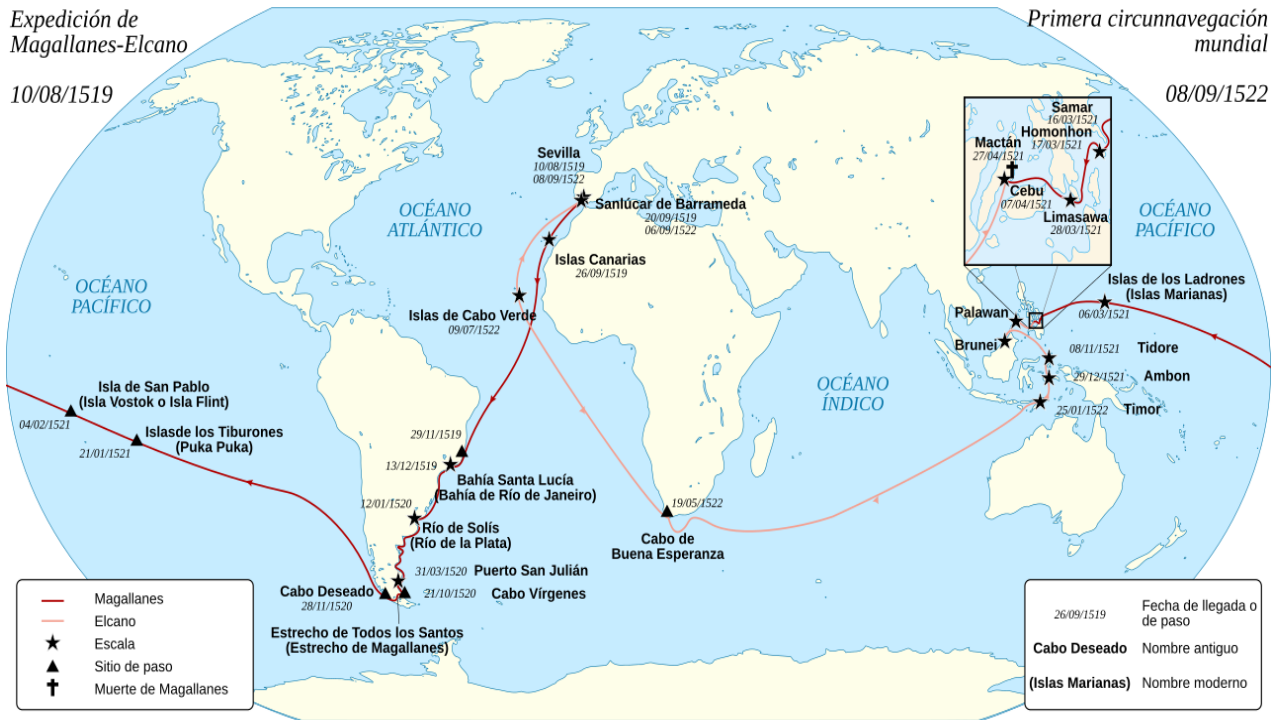 Expedición de
Magallanes-Elcano
10/08/1519
Primera circunnavegación
mundial
08/09/1522
Samar
16/03/1521
Homonhon
17/03/1521
Mactán
27/04/1521
Cebu
07/04/1521
Limasawa
28/03/1521
Sevilla
10/08/1519
08/09/1522
Sanlúcar de Barrameda
20/09/1519
06/09/1522
OCÉANO
ATLÁNTICO
OCÉANO
PACÍFICO
Islas Canarias
26/09/1519
OCÉANO
PACÍFICO
Islas de los Ladrones
(Islas Marianas)
06/03/1521
Islas de Cabo Verde
09/07/1522
Palawan
Brunei
08/11/1521 Tidore
29/12/1521 Ambon
25/01/1522 Timor
OCÉANO
ÍNDICO
Isla de San Pablo
(Isla Vostok o Isla Flint)
04/02/1521
Islasde los Tiburones
(Puka Puka)
21/01/1521
29/11/1519
13/12/1519
Bahía Santa Lucía
(Bahía de Río de Janeiro)
12/01/1520
Río de Solís
(Río de la Plata)
19/05/1522
Cabo de
Buena Esperanza
31/03/1520 Puerto San Julián
21/10/1520 Cabo Vírgenes
Cabo Deseado
28/11/1520
Estrecho de Todos los Santos
(Estrecho de Magallanes)
Magallanes
Elcano
Escala
Sitio de paso
Muerte de Magallanes
26/09/1519 Fecha de llegada o
de paso
Cabo Deseado Nombre antiguo
(Islas Marianas) Nombre moderno